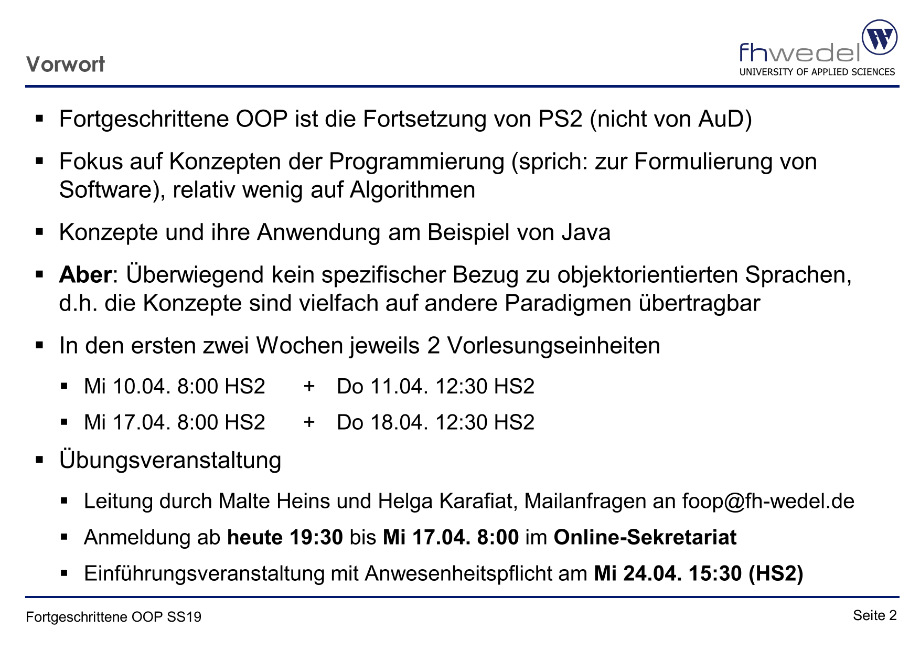 Vorwort
fhwedel
UNIVERSITY OF APPLIED SCIENCES
▪ Fortgeschrittene OOP ist die Fortsetzung von PS2 (nicht von AuD)
▪ Fokus auf Konzepten der Programmierung (sprich: zur Formulierung von
Software), relativ wenig auf Algorithmen
▪ Konzepte und ihre Anwendung am Beispiel von Java
▪ Aber: Überwiegend kein spezifischer Bezug zu objektorientierten Sprachen,
d.h. die Konzepte sind vielfach auf andere Paradigmen übertragbar
▪ In den ersten zwei Wochen jeweils 2 Vorlesungseinheiten
▪ Mi 10.04. 8:00 HS2 + Do 11.04. 12:30 HS2
▪ Mi 17.04. 8:00 HS2 + Do 18.04. 12:30 HS2
▪ Übungsveranstaltung
▪ Leitung durch Malte Heins und Helga Karafiat, Mailanfragen an foop@fh-wedel.de
▪ Anmeldung ab heute 19:30 bis Mi 17.04. 8:00 im Online-Sekretariat
▪ Einführungsveranstaltung mit Anwesenheitspflicht am Mi 24.04. 15:30 (HS2)
Fortgeschrittene OOP SS19
Seite 2